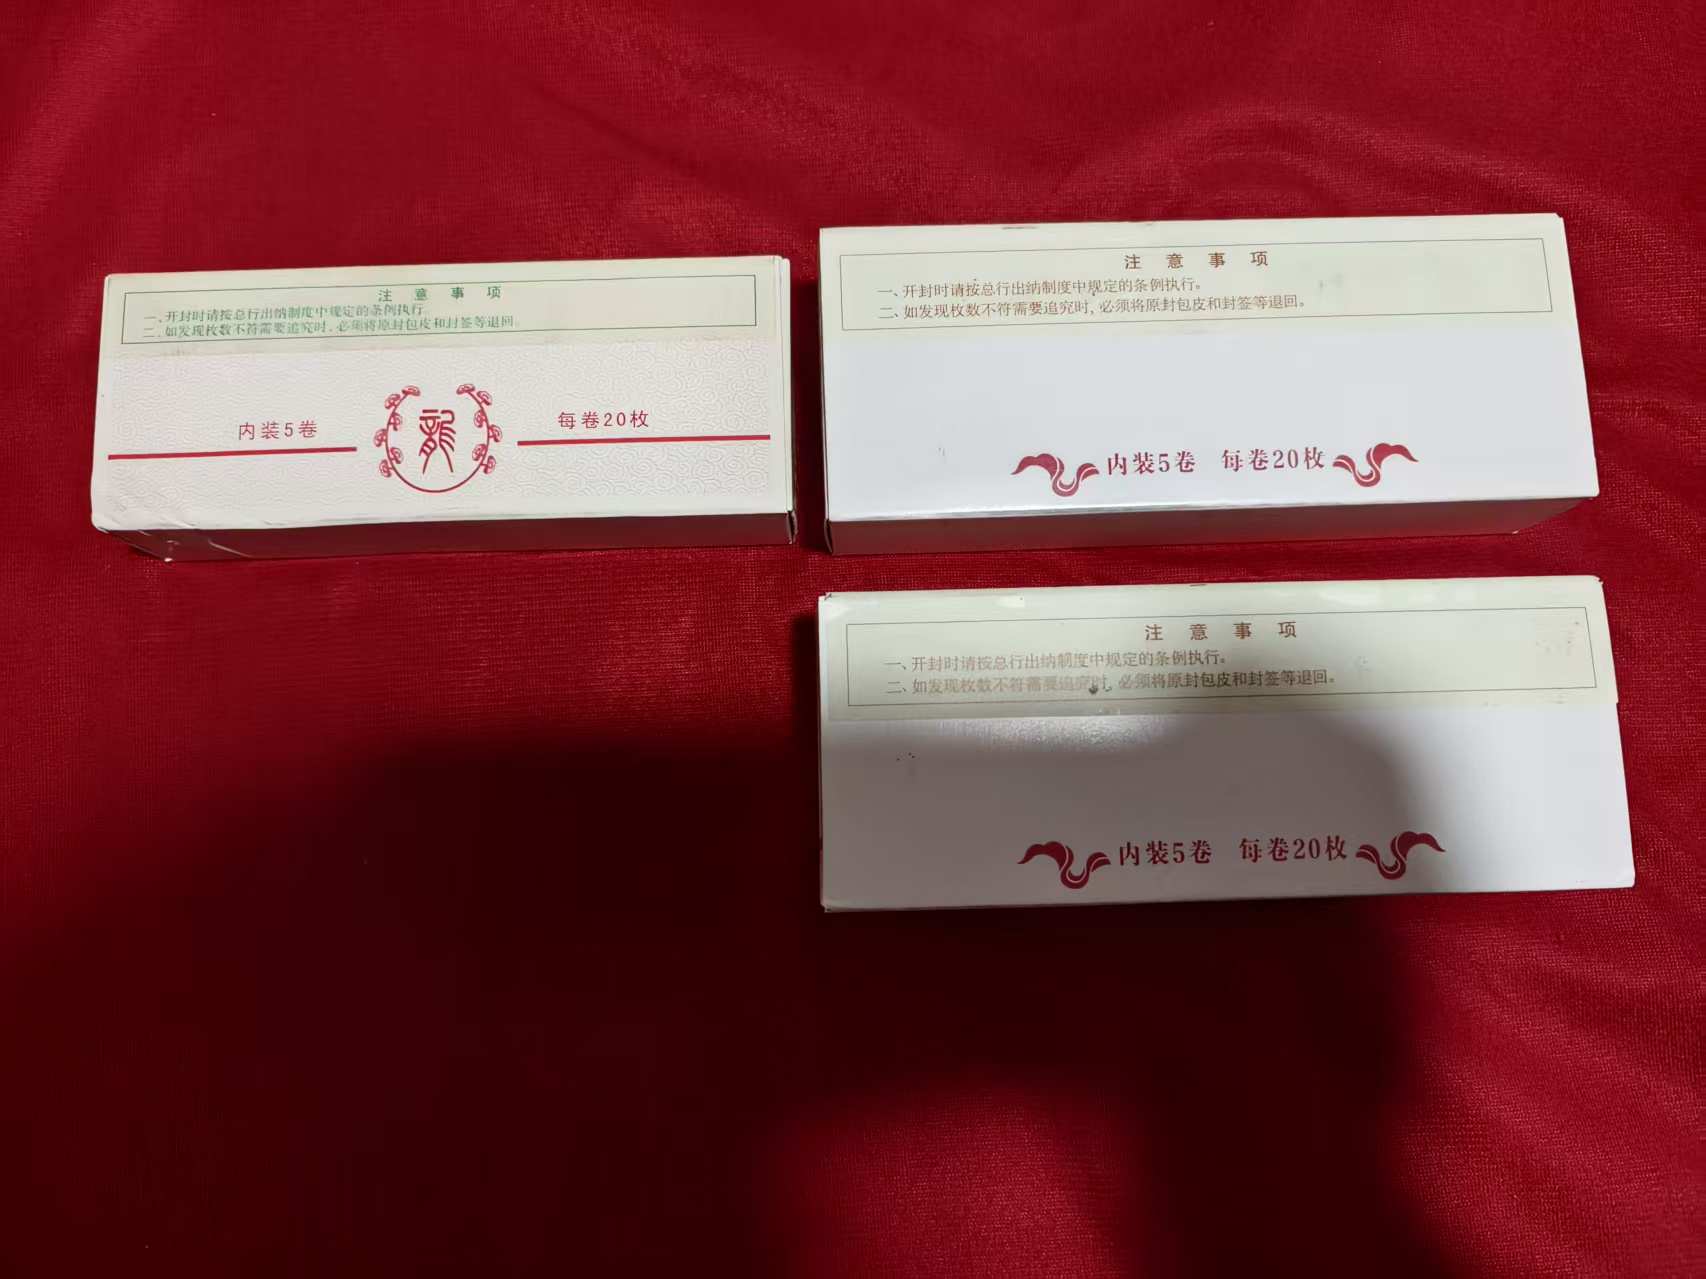 注意事项
一、开封时请按总行出纳制度中规定的条例执行。
二、如发现枚数不符需要追究时,必须将原封包皮和封签等退回。
内装5卷
龍
每卷20枚
注意事项
一、开封时请按总行出纳制度中规定的条例执行。
二、如发现枚数不符需要追究时,必须将原封包皮和封签等退回。
内装5卷 每卷20枚
注意事项
一、开封时请按总行出纳制度中规定的条例执行。
二、如发现枚数不符需要追究时,必须将原封包皮和封签等退回。
内装5卷 每卷20枚